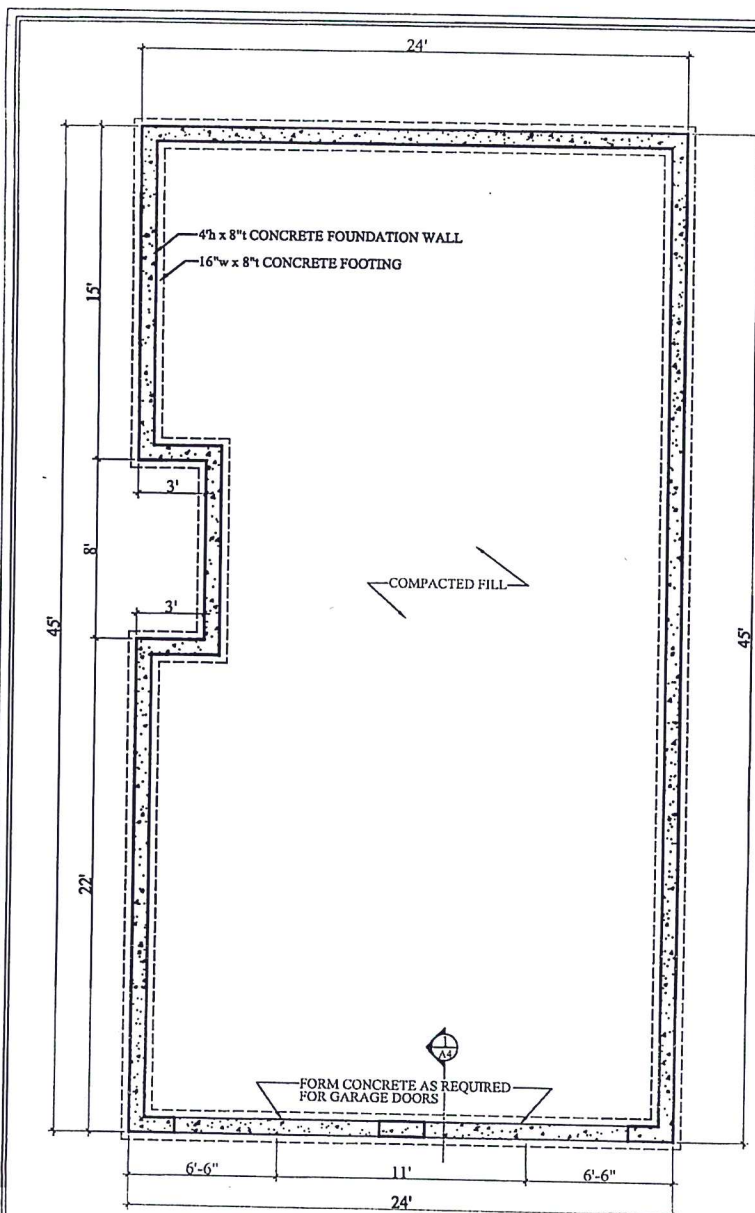 24'
4'h x 8"t CONCRETE FOUNDATION WALL
16"w x 8"t CONCRETE FOOTING
15'
3'
8'
COMPACTED FILL
3'
45'
45'
22'
1
A4
FORM CONCRETE AS REQUIRED
FOR GARAGE DOORS
6'-6"
11'
6'-6"
24'